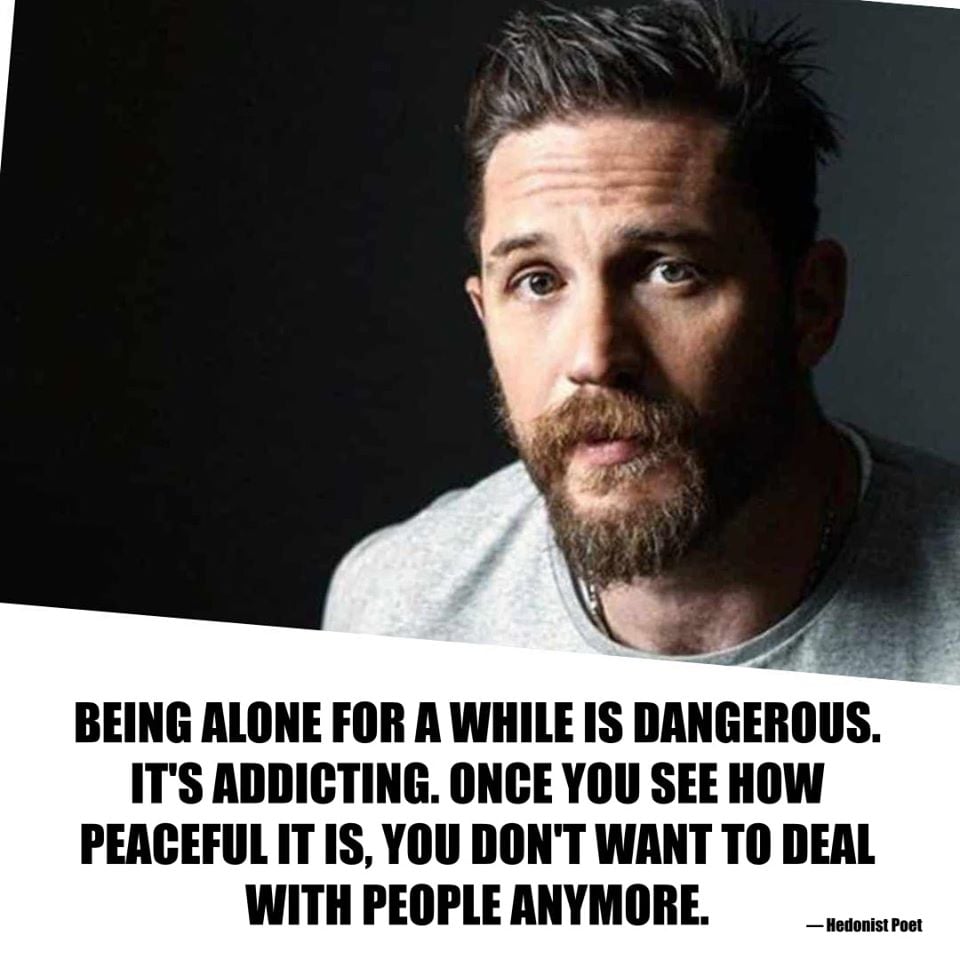 BEING ALONE FOR A WHILE IS DANGEROUS.
IT'S ADDICTING. ONCE YOU SEE HOW
PEACEFUL IT IS, YOU DON'T WANT TO DEAL
WITH PEOPLE ANYMORE.
— Hedonist Poet